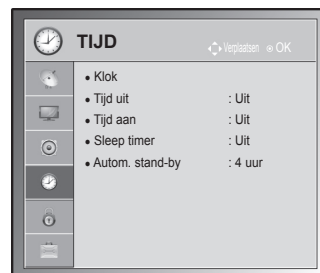 TIJD Verplaatsen OK
• Klok
• Tijd uit : Uit
• Tijd aan : Uit
• Sleep timer : Uit
• Autom. stand-by : 4 uur